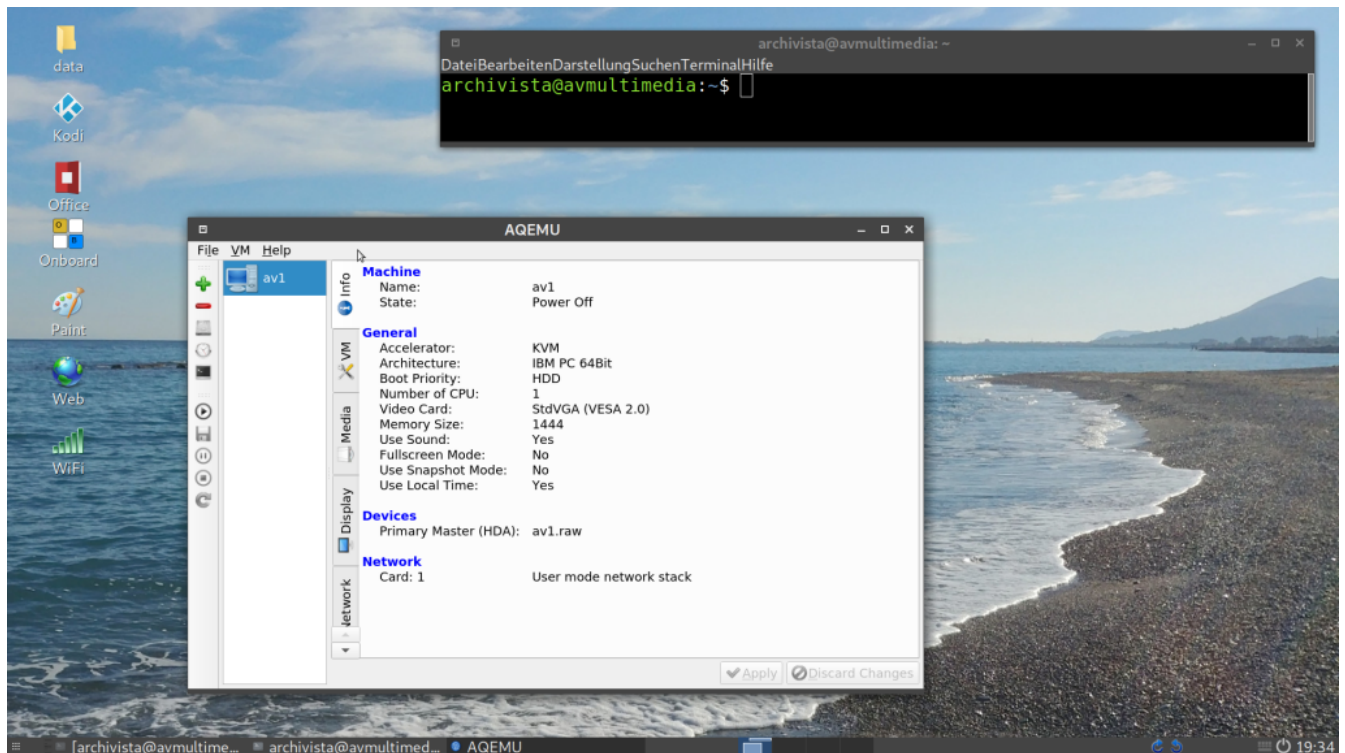 data
Kodi
Office
Onboard
Paint
Web
WiFi
archivista@avmultimedia: ~
DateiBearbeitenDarstellungSuchenTerminalHilfe
archivista@avmultimedia:~$
AQEMU
File VM Help
av1
Info
VM
Media
Display
Network
Machine
Name: av1
State: Power Off
General
Accelerator: KVM
Architecture: IBM PC 64Bit
Boot Priority: HDD
Number of CPU: 1
Video Card: StdVGA (VESA 2.0)
Memory Size: 1444
Use Sound: Yes
Fullscreen Mode: No
Use Snapshot Mode: No
Use Local Time: Yes
Devices
Primary Master (HDA): av1.raw
Network
Card: 1 User mode network stack
Apply Discard Changes
[archivista@avmultime... archivista@avmultimed... AQEMU 19:34